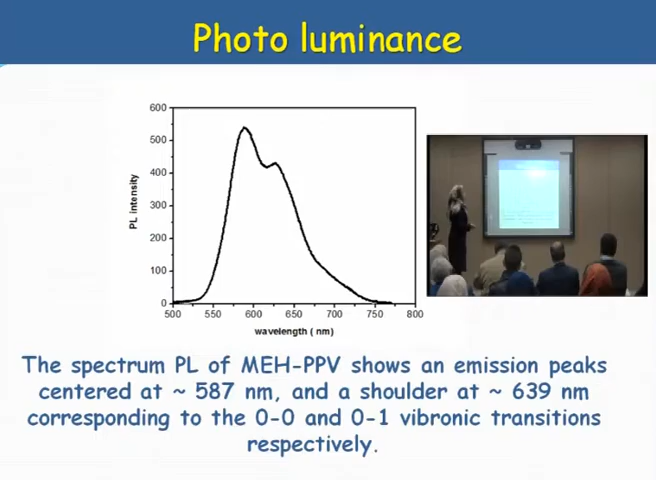 Photo luminance
600
500
400
300
200
100
0
PL intensity
500 550 600 650 700 750 800
wavelength ( nm)
The spectrum PL of MEH-PPV shows an emission peaks
centered at ~ 587 nm, and a shoulder at ~ 639 nm
corresponding to the 0-0 and 0-1 vibronic transitions
respectively.